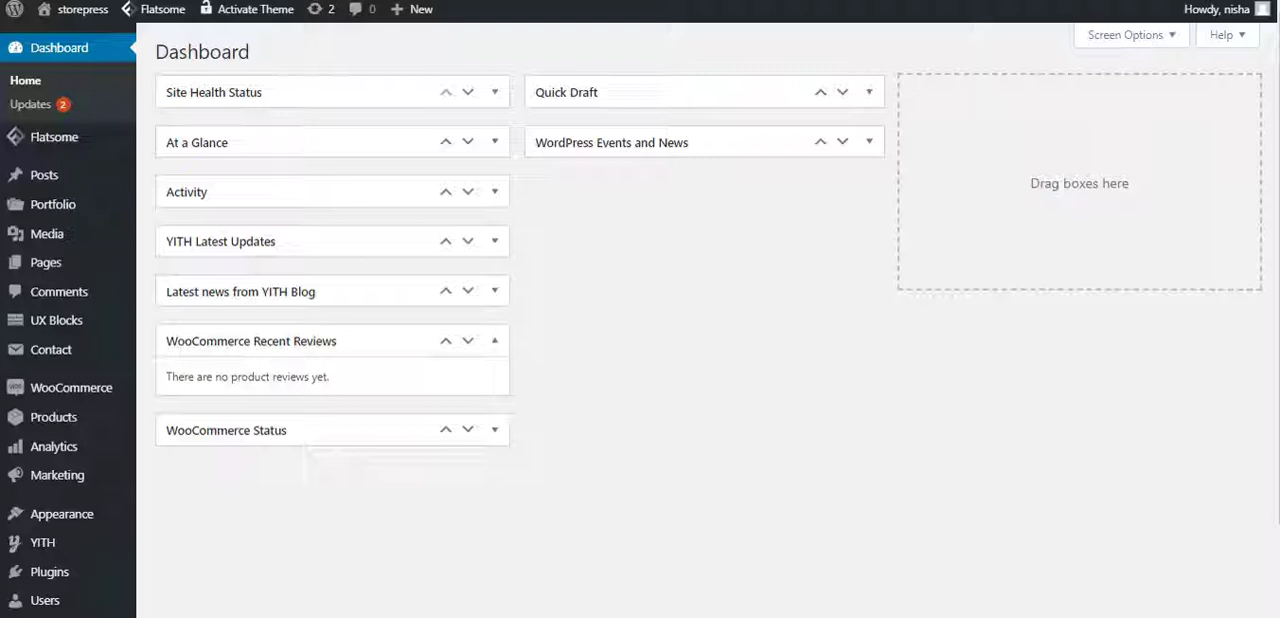 storepress Flatsome Activate Theme 2 0 New Howdy, nisha
Screen Options Help
Dashboard
Home
Updates 2
Flatsome
Posts
Portfolio
Media
Pages
Comments
UX Blocks
Contact
WooCommerce
Products
Analytics
Marketing
Appearance
YITH
Plugins
Users
Dashboard
Site Health Status
At a Glance
Activity
YITH Latest Updates
Latest news from YITH Blog
WooCommerce Recent Reviews
There are no product reviews yet.
WooCommerce Status
Quick Draft
WordPress Events and News
Drag boxes here